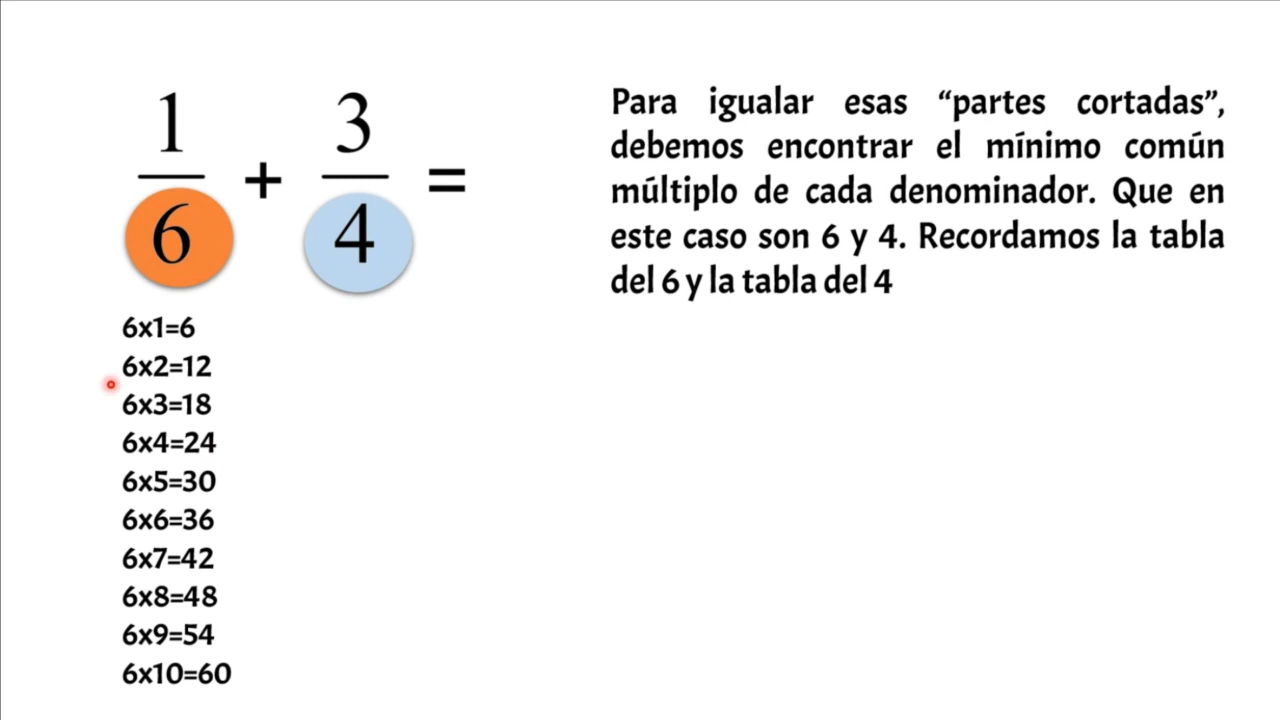 1 3
+ =
6 4
Para igualar esas “partes cortadas”,
debemos encontrar el mínimo común
múltiplo de cada denominador. Que en
este caso son 6 y 4. Recordamos la tabla
del 6 y la tabla del 4
6x1=6
6x2=12
6x3=18
6x4=24
6x5=30
6x6=36
6x7=42
6x8=48
6x9=54
6x10=60